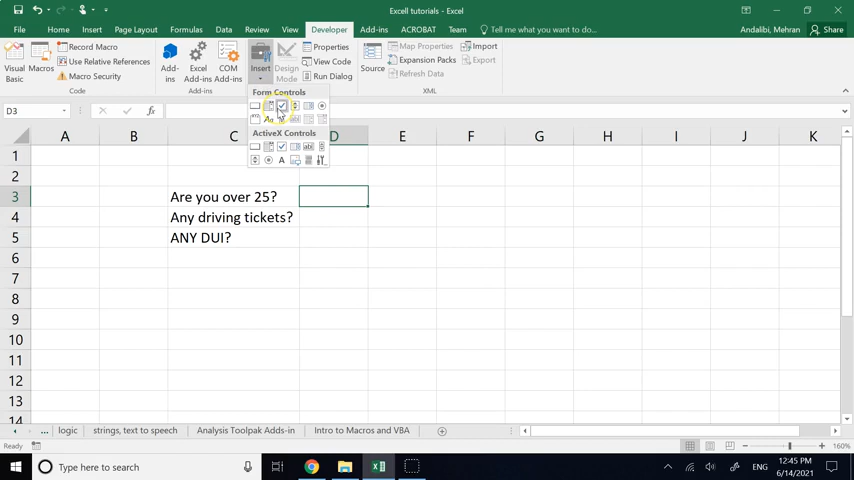 Excell tutorials - Excel
Andalibi, Mehran
Share
File Home Insert Page Layout Formulas Data Review View Developer Add-ins ACROBAT Team Tell me what you want to do...
Visual Basic
Macros
Record Macro
Use Relative References
Macro Security
Code
Add-ins
Excel Add-ins
COM Add-ins
Add-ins
Insert
Design Mode
Properties
View Code
Run Dialog
Source
Map Properties
Expansion Packs
Refresh Data
Import
Export
XML
Form Controls
ActiveX Controls
D3
fx
A B C D E F G H I J K
1
2
3 Are you over 25?
4 Any driving tickets?
5 ANY DUI?
6
7
8
9
10
11
12
13
14
... logic strings, text to speech Analysis Toolpak Adds-in Intro to Macros and VBA
Ready
160%
Type here to search
ENG
12:45 PM
6/14/2021